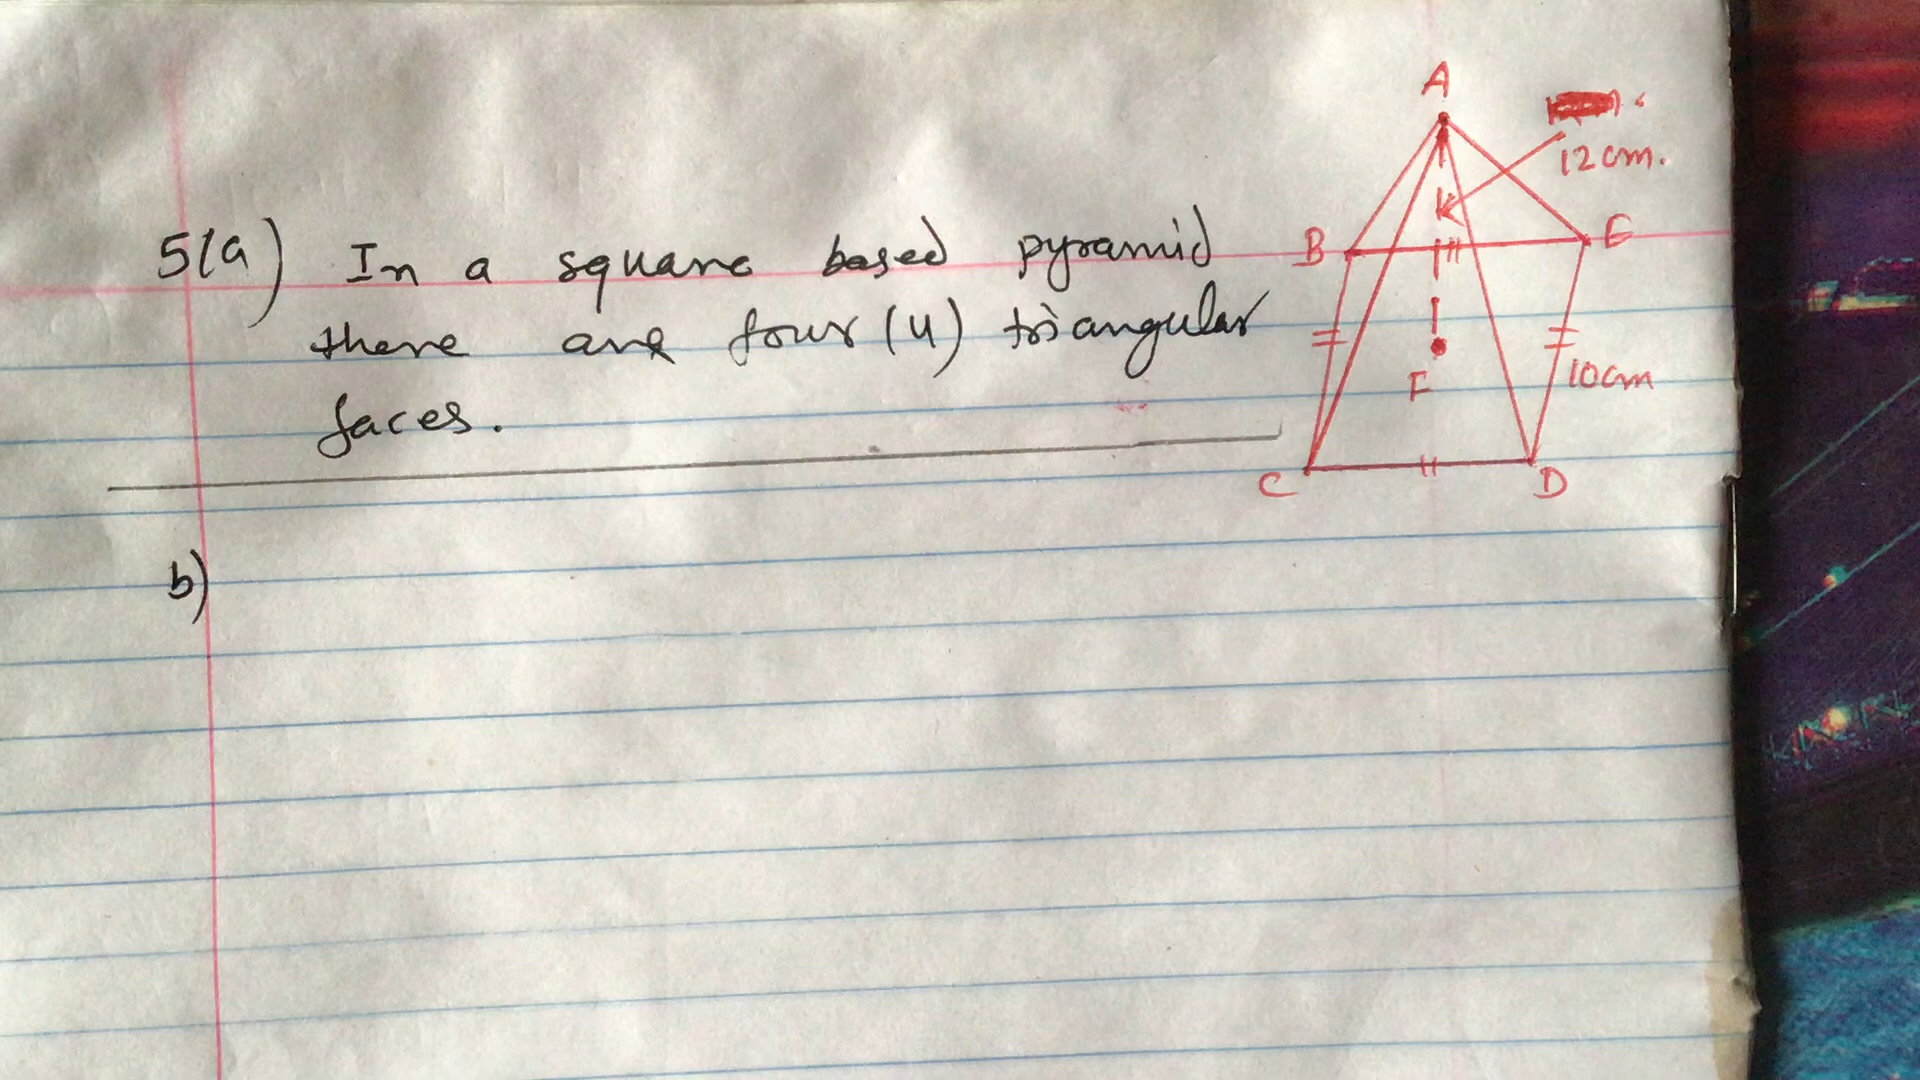 A
12cm.
5(a) In a square based pyramid
B
E
there are four (4) triangular
F
10cm
faces.
C
D
b)